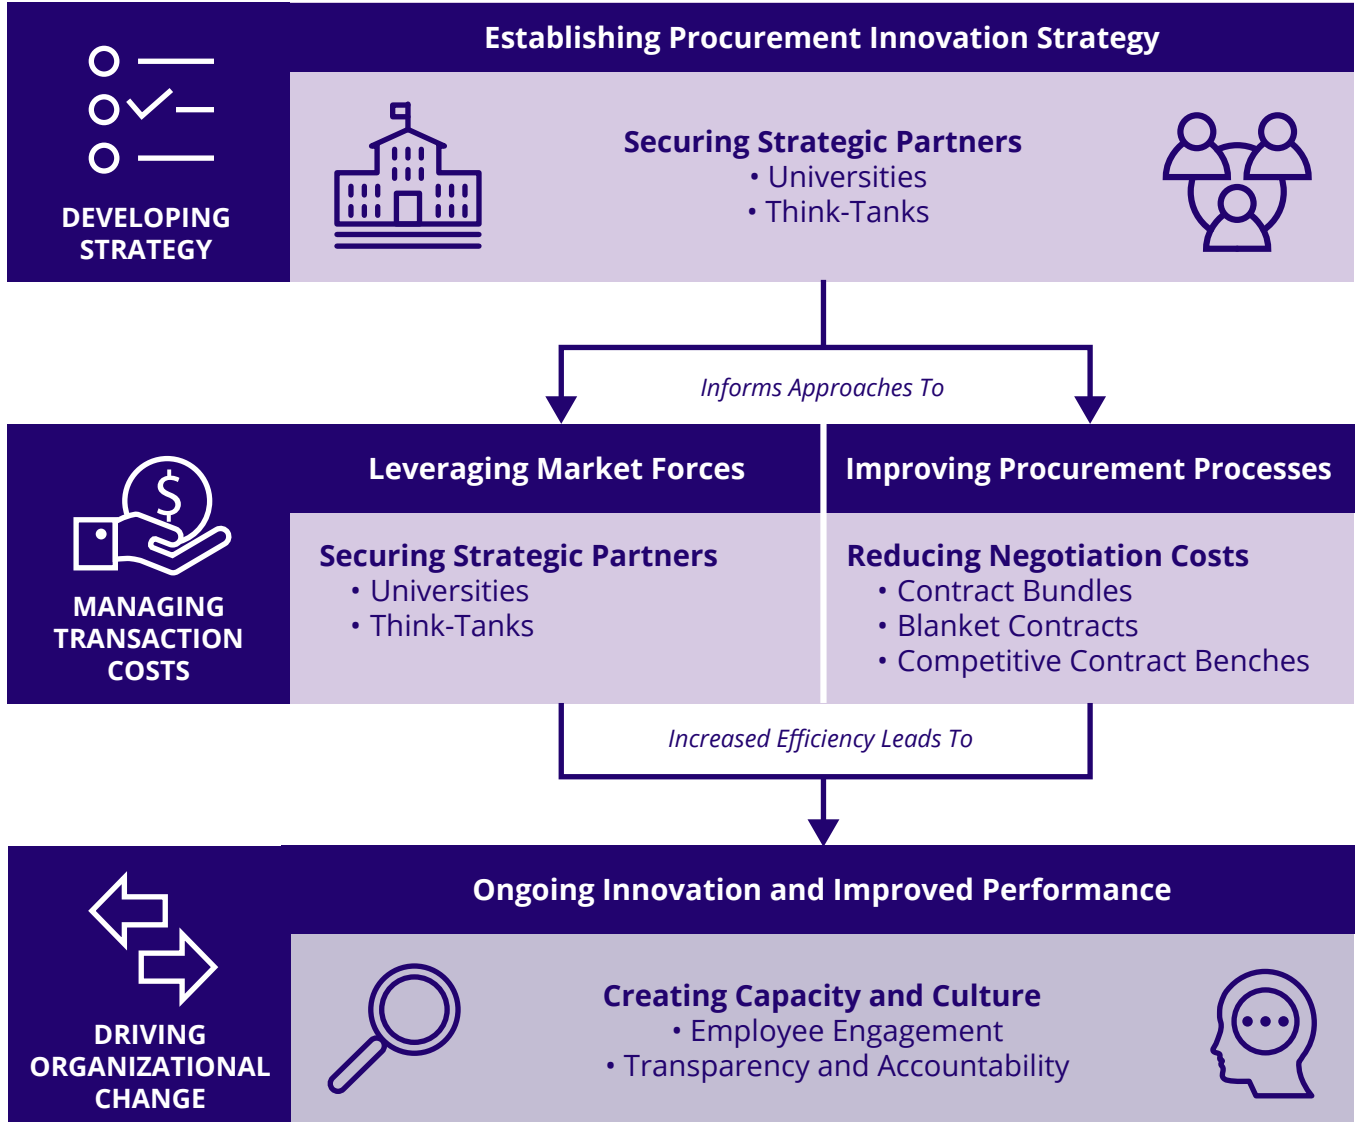 Establishing Procurement Innovation Strategy
DEVELOPING
STRATEGY
Securing Strategic Partners
• Universities
• Think-Tanks
Informs Approaches To
$
MANAGING
TRANSACTION
COSTS
Leveraging Market Forces
Securing Strategic Partners
• Universities
• Think-Tanks
Improving Procurement Processes
Reducing Negotiation Costs
• Contract Bundles
• Blanket Contracts
• Competitive Contract Benches
Increased Efficiency Leads To
DRIVING
ORGANIZATIONAL
CHANGE
Ongoing Innovation and Improved Performance
Creating Capacity and Culture
• Employee Engagement
• Transparency and Accountability